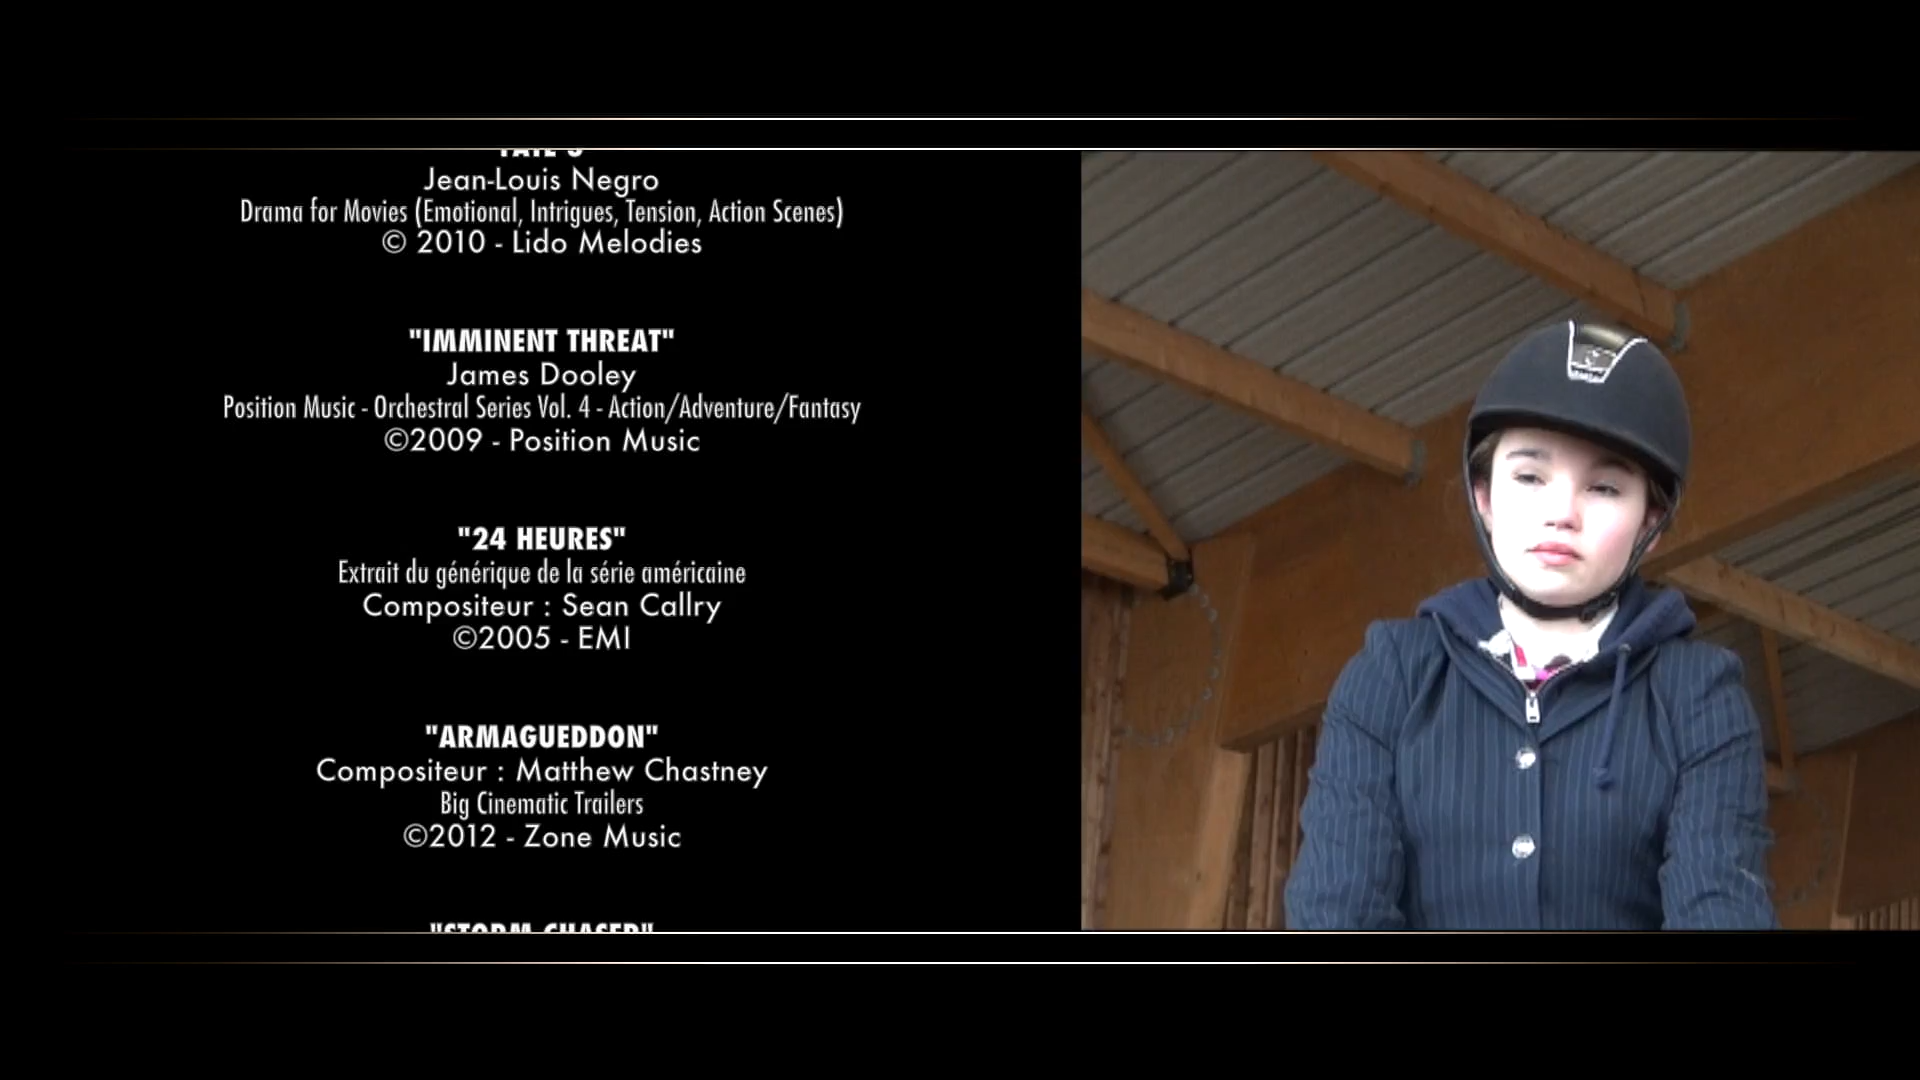 Jean-Louis Negro
Drama for Movies (Emotional, Intrigues, Tension, Action Scenes)
© 2010 - Lido Melodies
"IMMINENT THREAT"
James Dooley
Position Music - Orchestral Series Vol. 4 - Action/Adventure/Fantasy
©2009 - Position Music
"24 HEURES"
Extrait du générique de la série américaine
Compositeur : Sean Callry
©2005 - EMI
"ARMAGUEDDON"
Compositeur : Matthew Chastney
Big Cinematic Trailers
©2012 - Zone Music
"STORM CHASER"